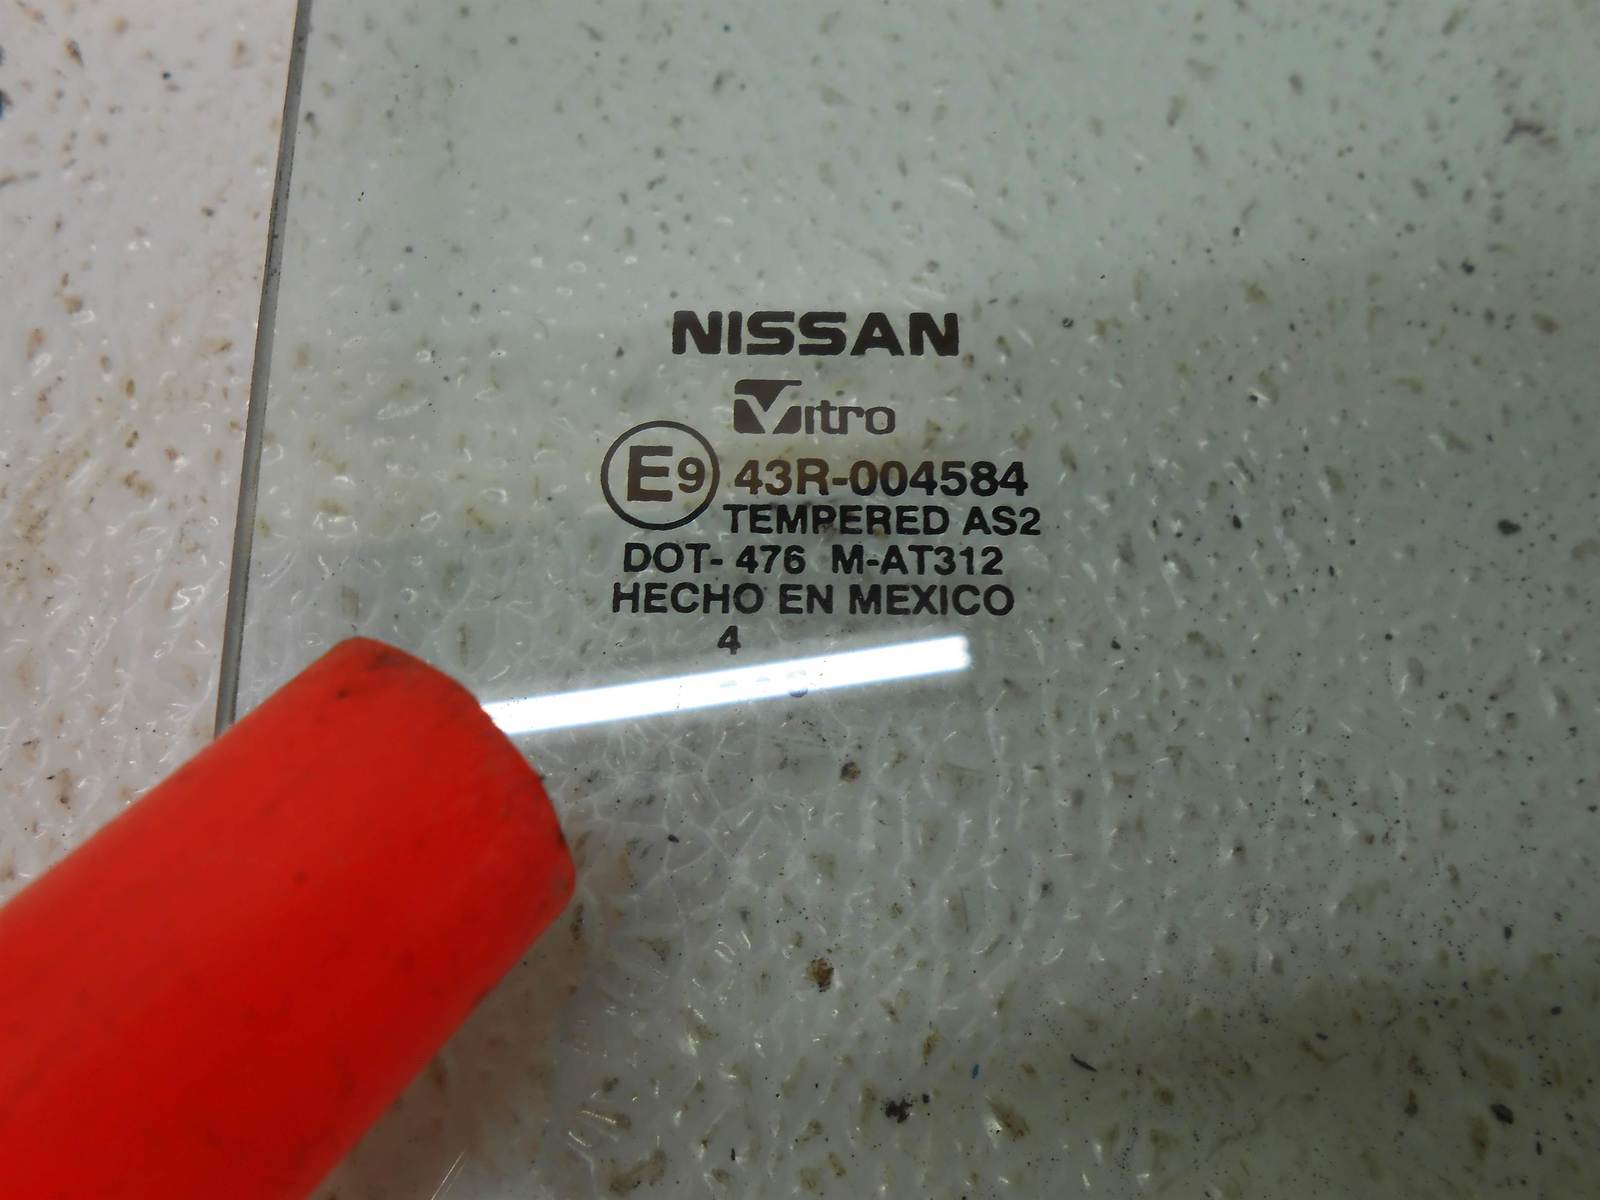 NISSAN
Vitro
E9 43R-004584
TEMPERED AS2
DOT- 476 M-AT312
HECHO EN MEXICO
4